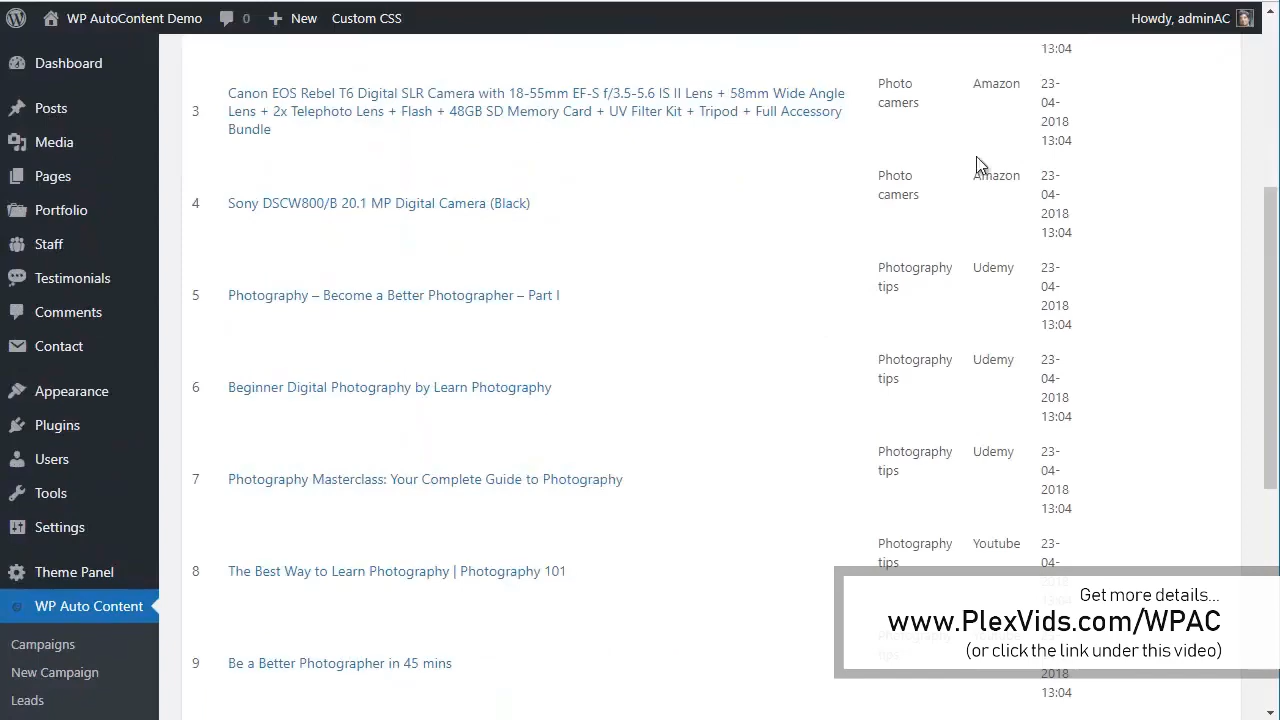 WP AutoContent Demo 0 New Custom CSS Howdy, adminAC
Dashboard
Posts
Media
Pages
Portfolio
Staff
Testimonials
Comments
Contact
Appearance
Plugins
Users
Tools
Settings
Theme Panel
WP Auto Content
Campaigns
New Campaign
Leads
13:04
3
Canon EOS Rebel T6 Digital SLR Camera with 18-55mm EF-S f/3.5-5.6 IS II Lens + 58mm Wide Angle
Lens + 2x Telephoto Lens + Flash + 48GB SD Memory Card + UV Filter Kit + Tripod + Full Accessory
Bundle
Photo
camers
Amazon
23-
04-
2018
13:04
4
Sony DSCW800/B 20.1 MP Digital Camera (Black)
Photo
camers
Amazon
23-
04-
2018
13:04
5
Photography – Become a Better Photographer – Part I
Photography
tips
Udemy
23-
04-
2018
13:04
6
Beginner Digital Photography by Learn Photography
Photography
tips
Udemy
23-
04-
2018
13:04
7
Photography Masterclass: Your Complete Guide to Photography
Photography
tips
Udemy
23-
04-
2018
13:04
8
The Best Way to Learn Photography | Photography 101
Photography
tips
Youtube
23-
04-
9
Be a Better Photographer in 45 mins
2018
13:04
Get more details...
www.PlexVids.com/WPAC
(or click the link under this video)